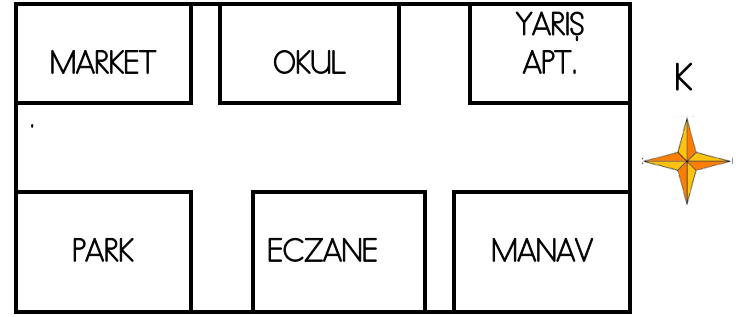 MARKET
OKUL
YARIŞ
APT.
K
PARK
ECZANE
MANAV